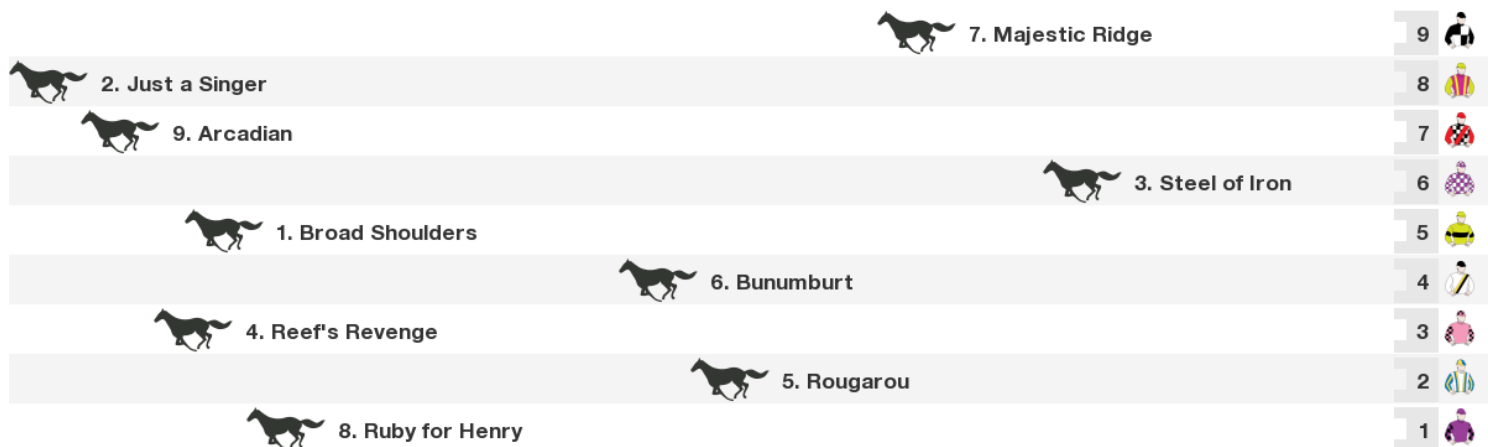 7. Majestic Ridge 9
2. Just a Singer 8
9. Arcadian 7
3. Steel of Iron 6
1. Broad Shoulders 5
6. Bunumburt 4
4. Reef's Revenge 3
5. Rougarou 2
8. Ruby for Henry 1